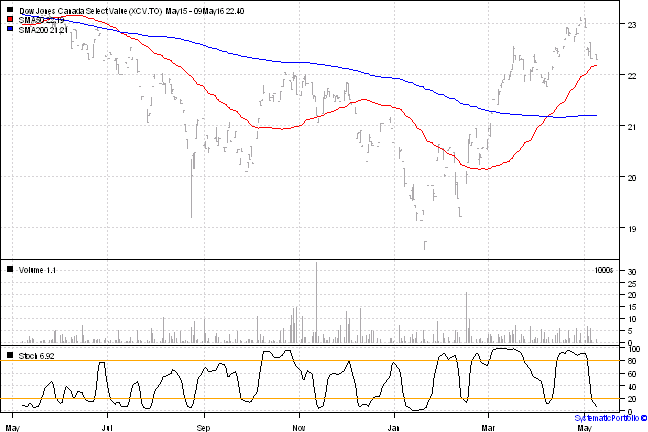 Dow Jones Canada Select Value (XCV.TO) May15 - 09May16 22.40
SMA50 22.19
SMA200 21.21
23
22
21
20
19
Volume 1.1
1000s
30
25
20
15
10
5
0
Stoch 6.92
100
80
60
40
20
0
May
Jul
Sep
Nov
Jan
Mar
May
SystematicPortfolio ©